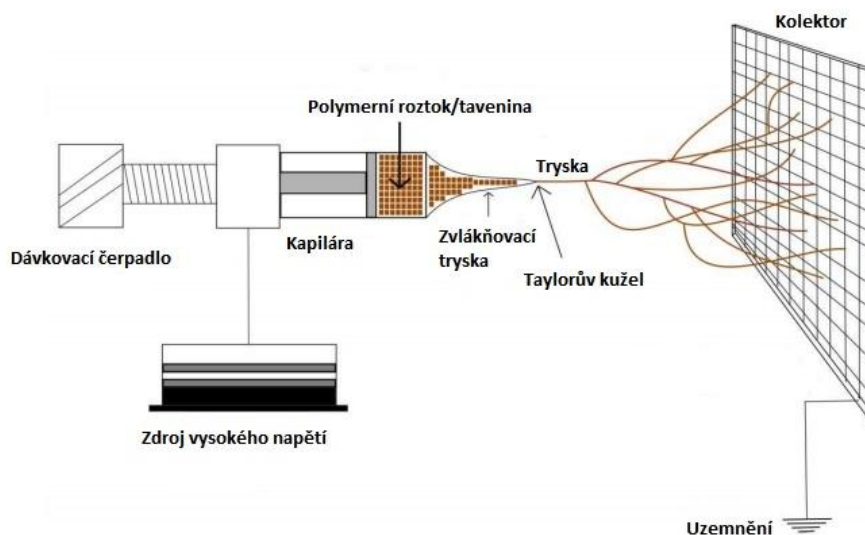 Kolektor
Polymerní roztok/tavenina
Tryska
Dávkovací čerpadlo
Kapilára
Zvlákňovací
tryska
Taylorův kužel
Zdroj vysokého napětí
Uzemnění